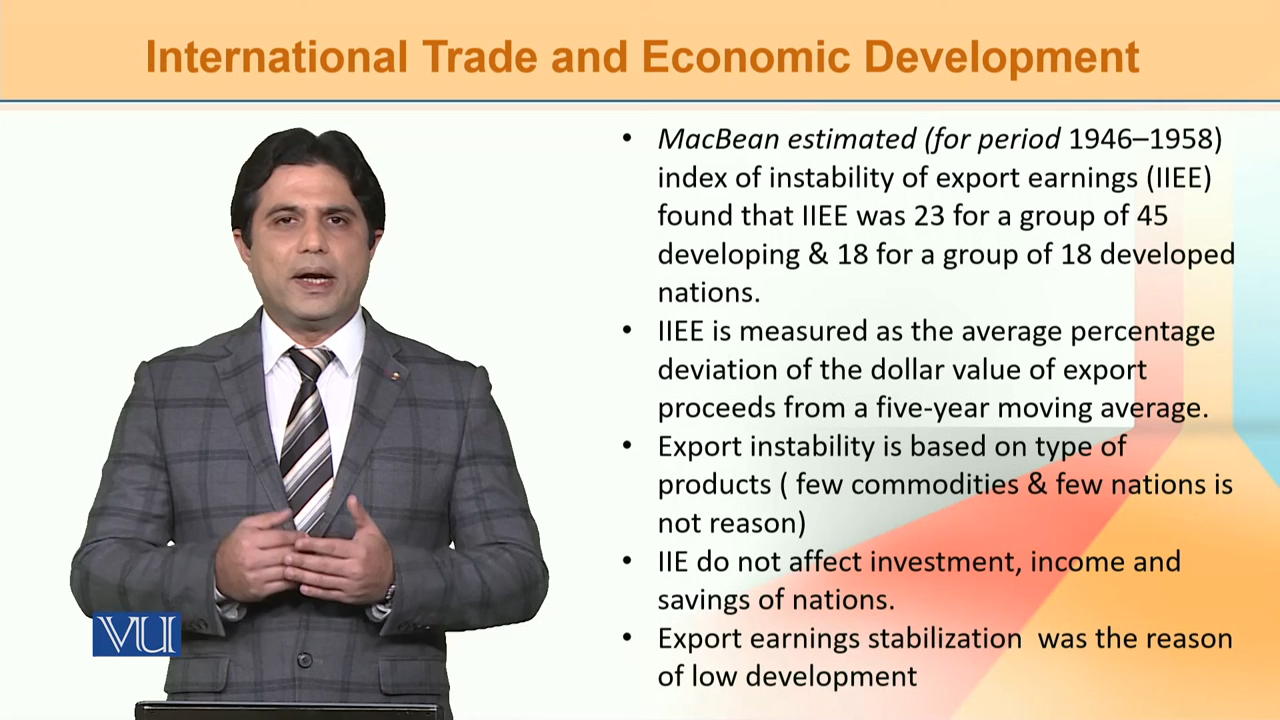 International Trade and Economic Development
• MacBean estimated (for period 1946–1958)
index of instability of export earnings (IIEE)
found that IIEE was 23 for a group of 45
developing & 18 for a group of 18 developed
nations.
• IIEE is measured as the average percentage
deviation of the dollar value of export
proceeds from a five-year moving average.
• Export instability is based on type of
products ( few commodities & few nations is
not reason)
• IIE do not affect investment, income and
savings of nations.
• Export earnings stabilization was the reason
of low development
VU